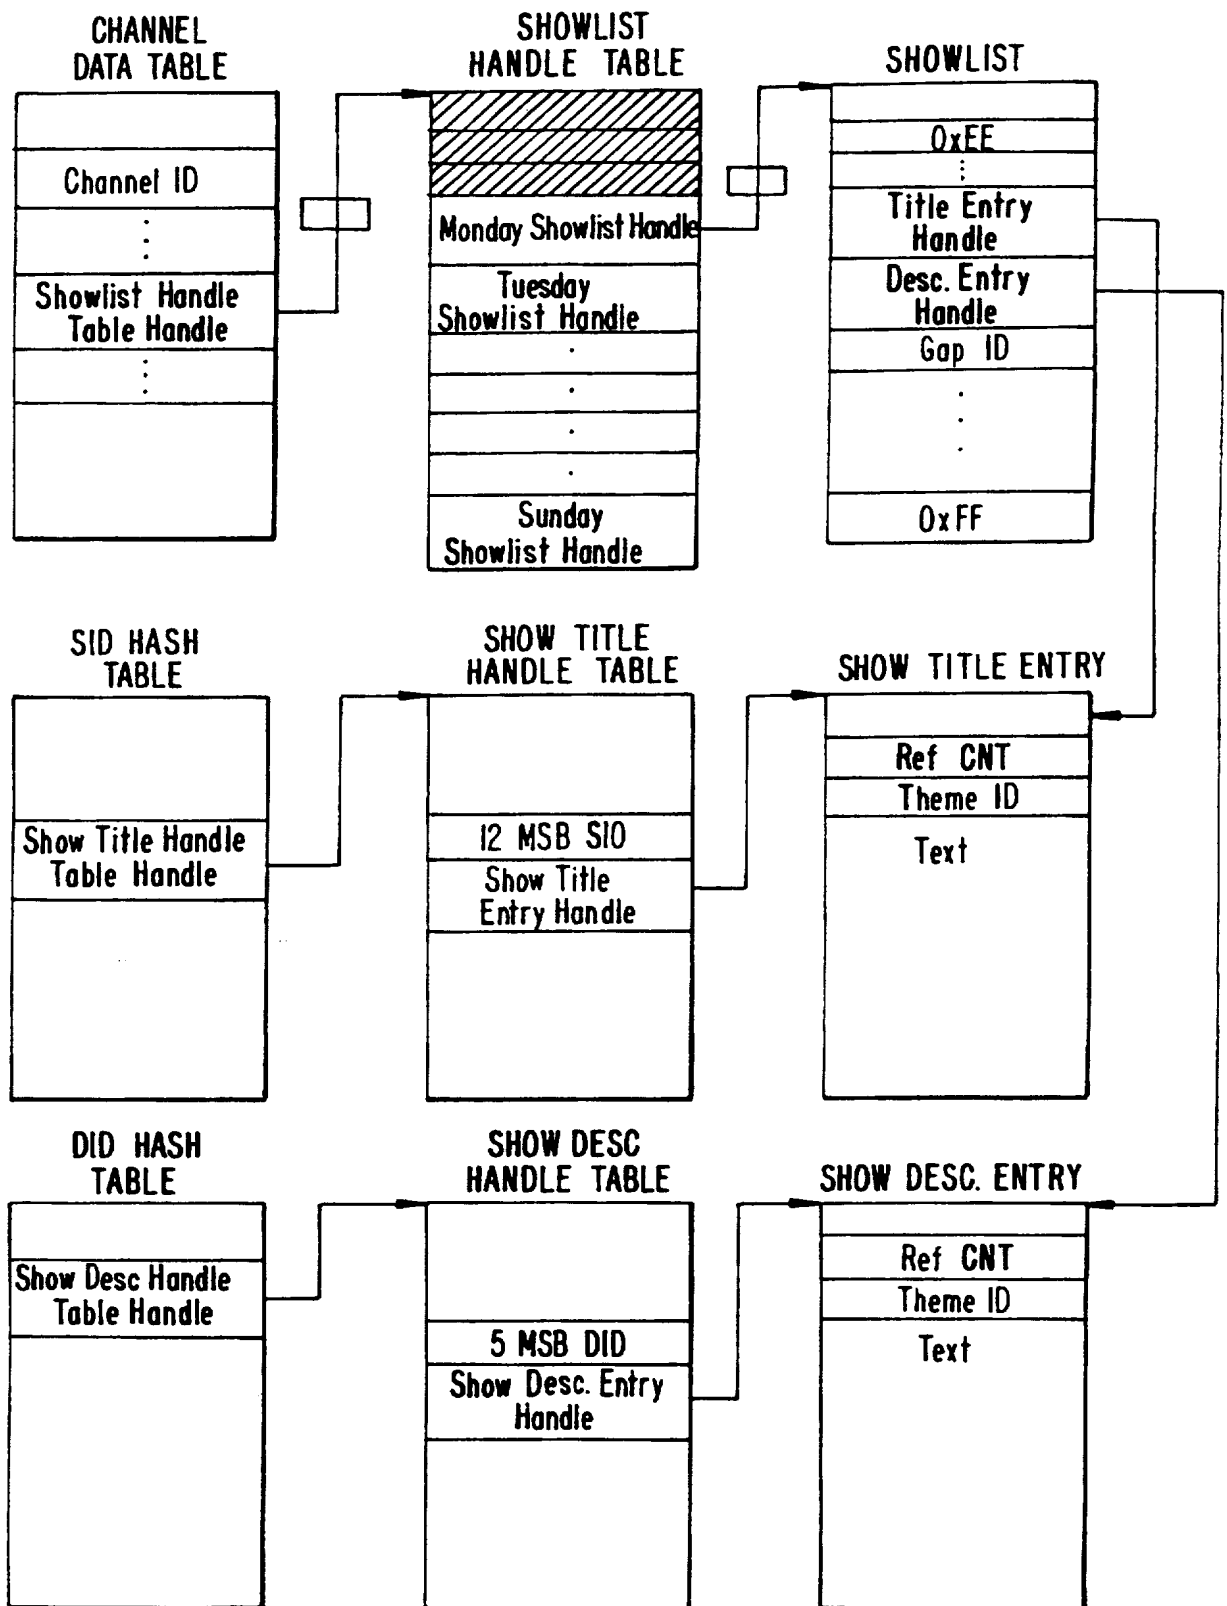 CHANNEL
DATA TABLE
Channel ID
Showlist Handle
Table Handle
SHOWLIST
HANDLE TABLE
Monday Showlist Handle
Tuesday
Showlist Handle
Sunday
Showlist Handle
SHOWLIST
0xEE
Title Entry
Handle
Desc. Entry
Handle
Gap ID
0xFF
SID HASH
TABLE
Show Title Handle
Table Handle
SHOW TITLE
HANDLE TABLE
12 MSB SIO
Show Title
Entry Handle
SHOW TITLE ENTRY
Ref CNT
Theme ID
Text
DID HASH
TABLE
Show Desc Handle
Table Handle
SHOW DESC
HANDLE TABLE
5 MSB DID
Show Desc. Entry
Handle
SHOW DESC. ENTRY
Ref CNT
Theme ID
Text